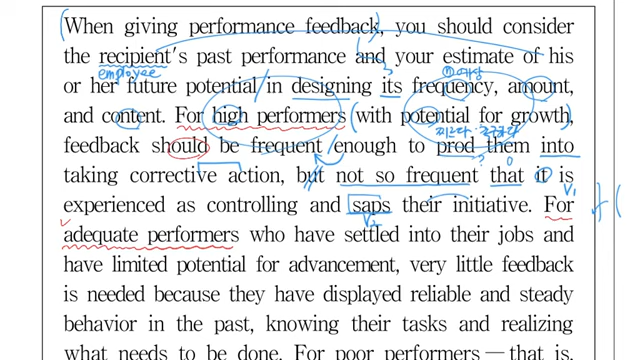 When giving performance feedback, you should consider
the recipient's past performance and your estimate of his
employee
or her future potential in designing its frequency, amount,
and content. For high performers (with potential for growth),
찌르다
feedback should be frequent enough to prod them into
taking corrective action, but not so frequent that it is
V₁
experienced as controlling and saps their initiative. For
V₂
adequate performers who have settled into their jobs and
have limited potential for advancement, very little feedback
is needed because they have displayed reliable and steady
behavior in the past, knowing their tasks and realizing
what needs to be done. For poor performers — that is,